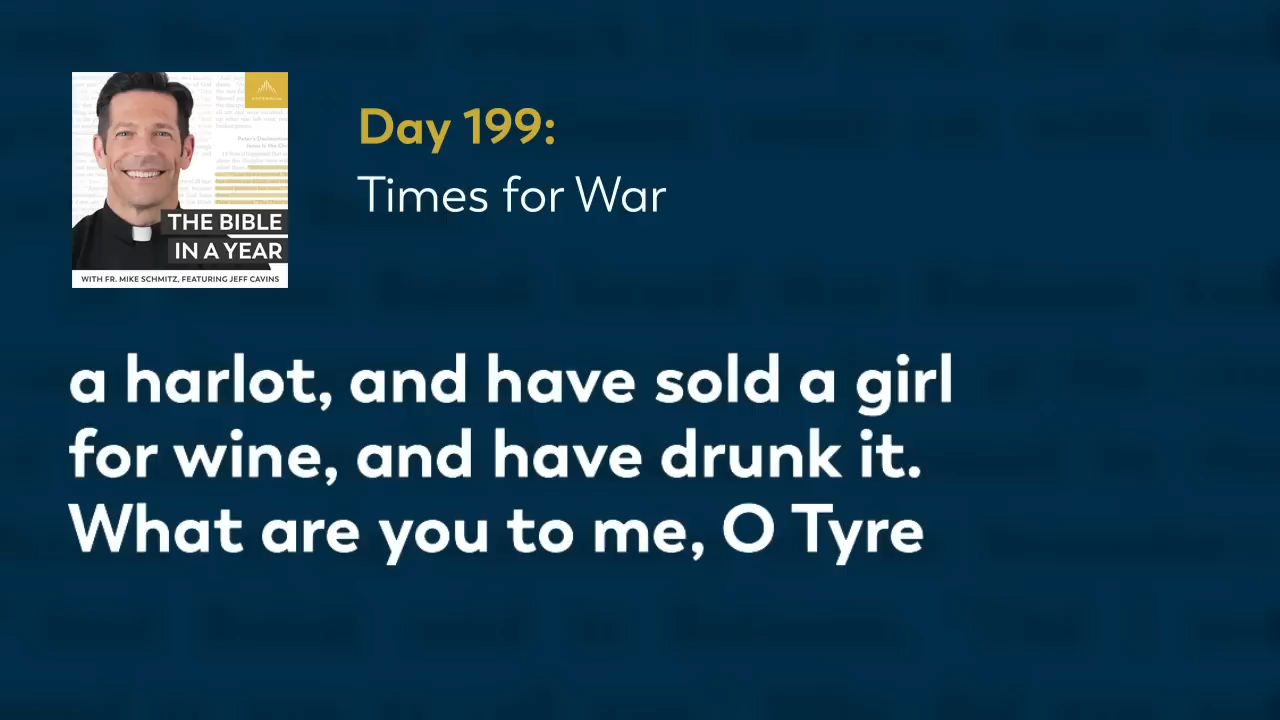 Day 199:
Times for War
THE BIBLE
IN A YEAR
WITH FR. MIKE SCHMITZ, FEATURING JEFF CAVINS
a harlot, and have sold a girl
for wine, and have drunk it.
What are you to me, O Tyre